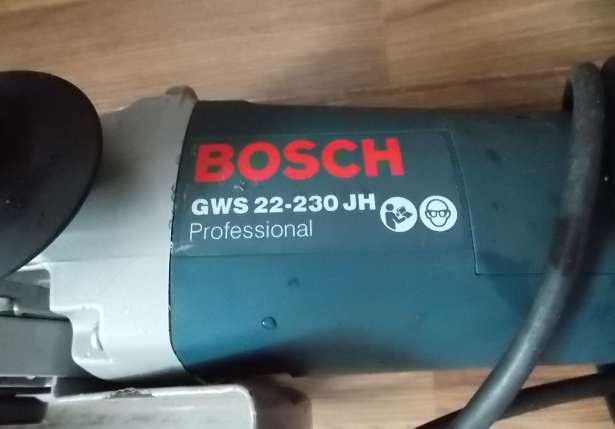 BOSCH
GWS 22-230 JH
Professional